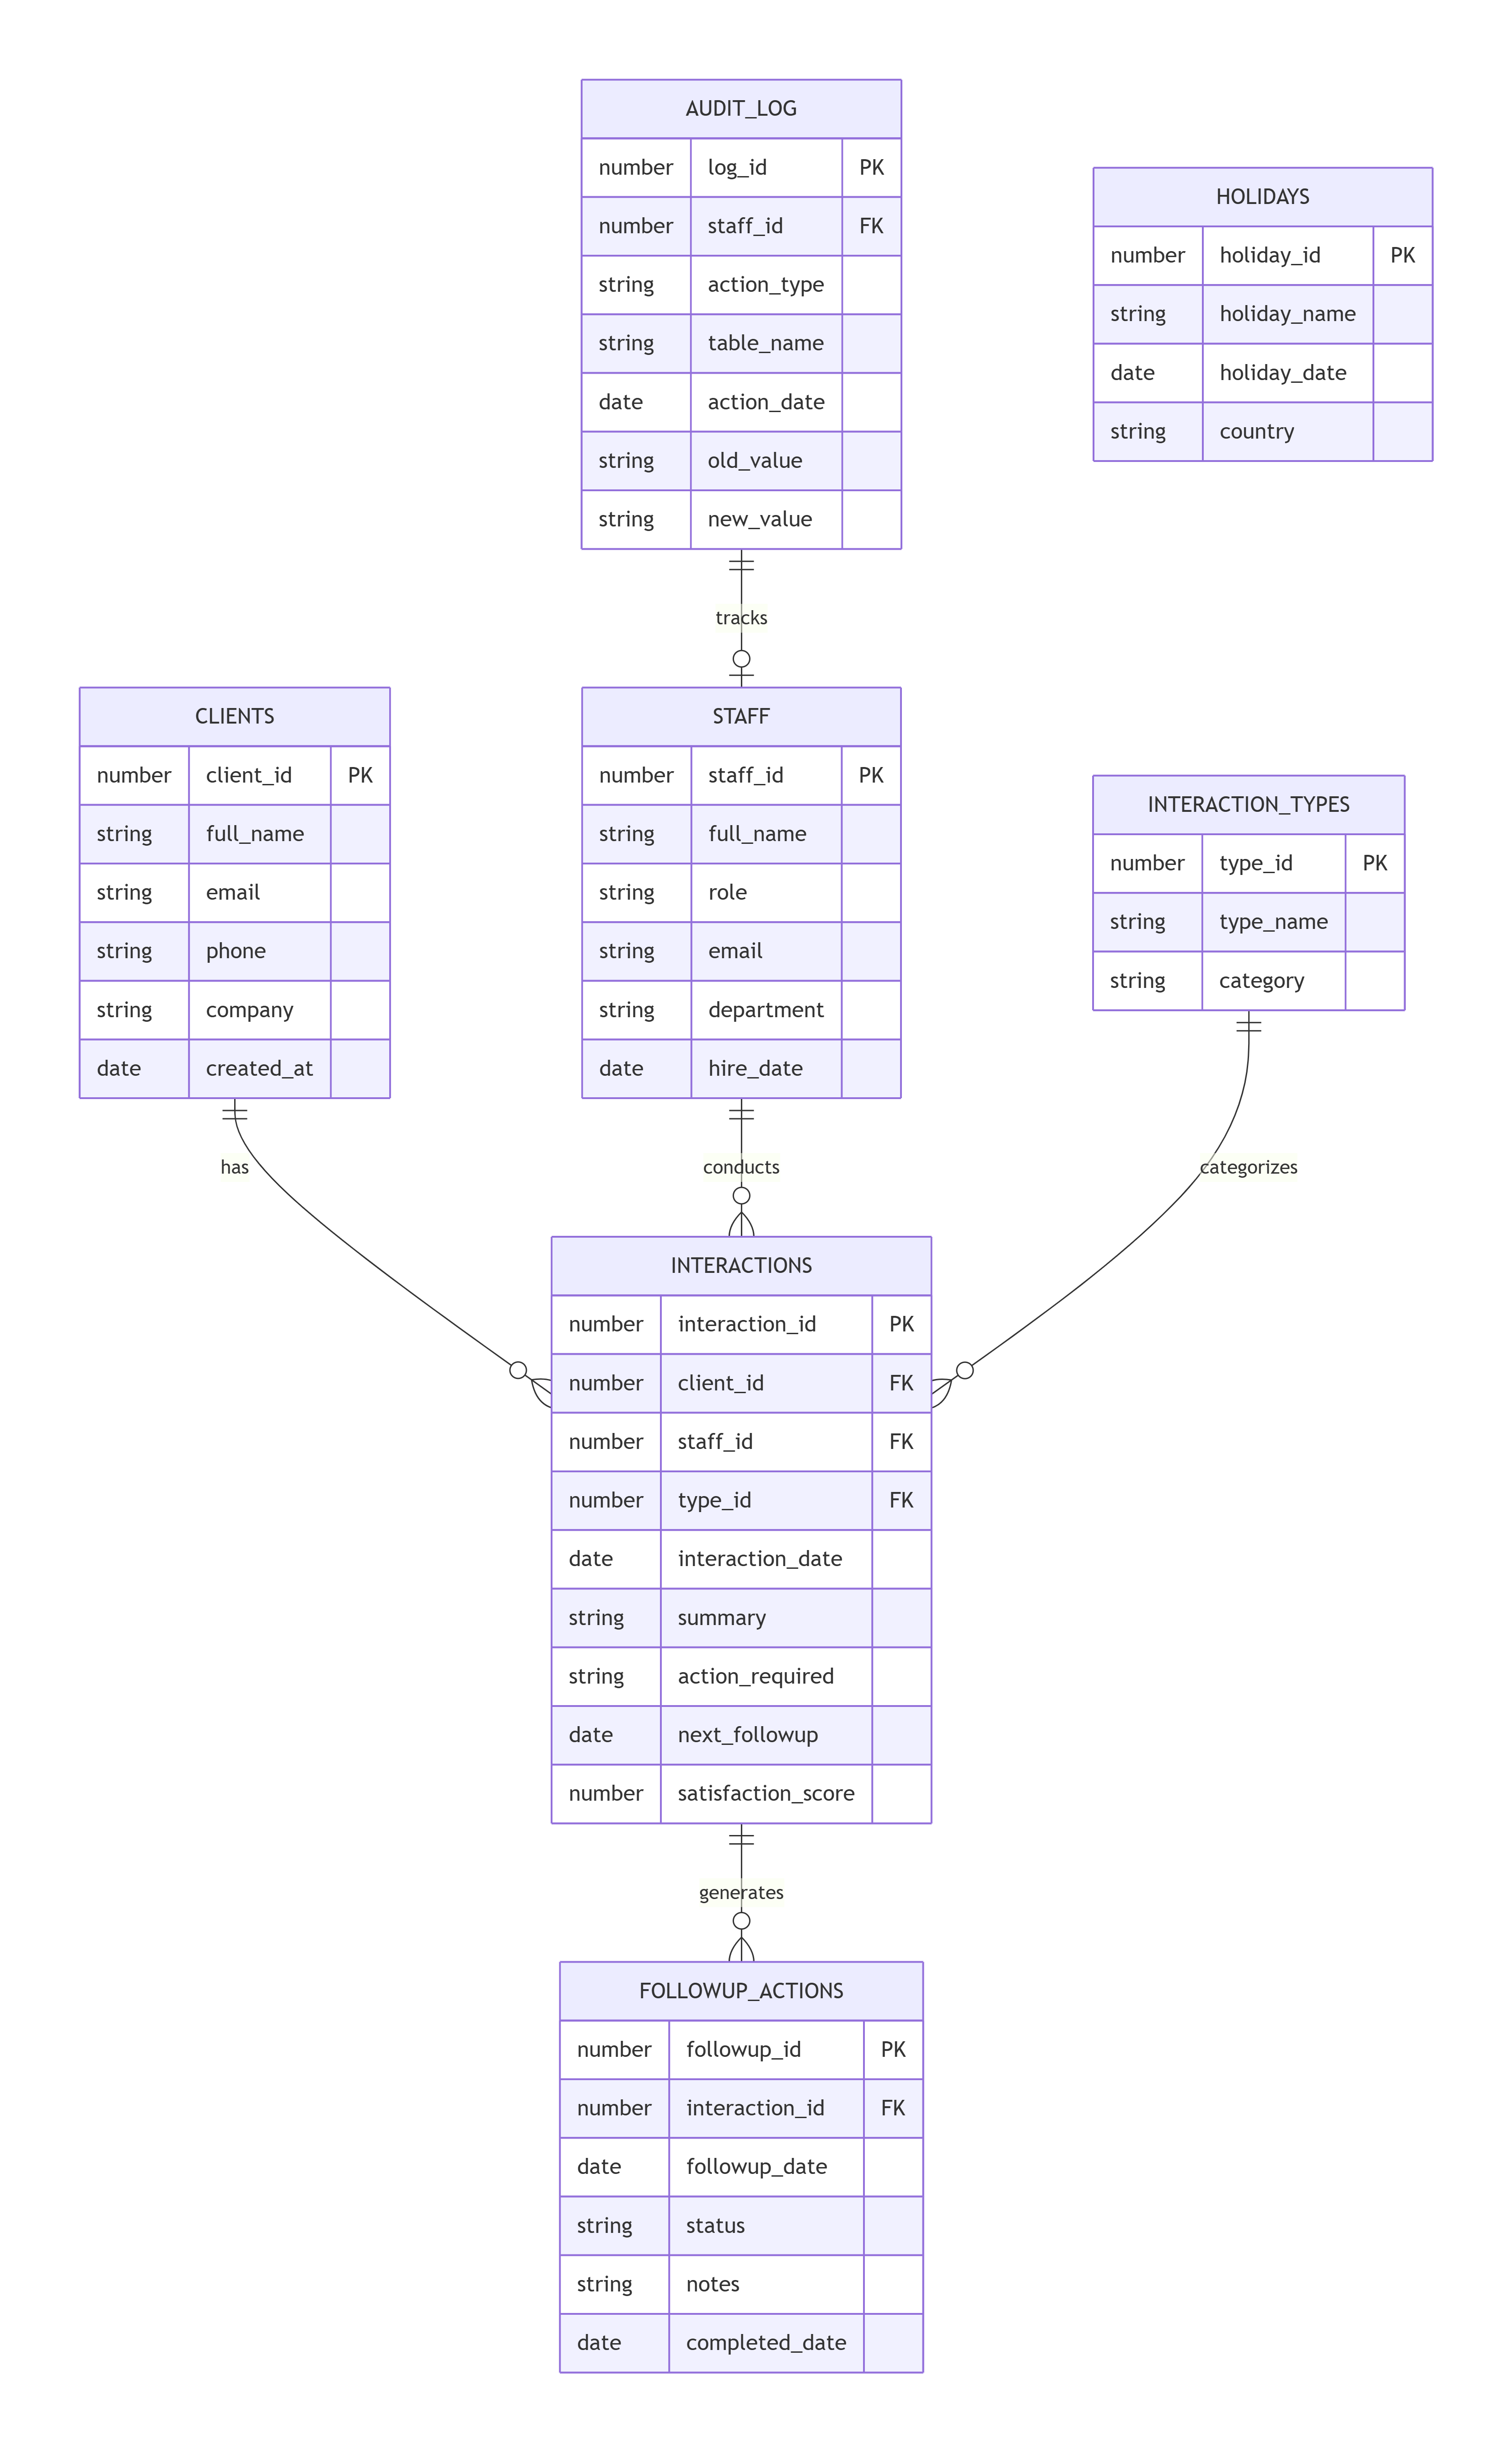 AUDIT_LOG
number log_id PK
number staff_id FK
string action_type
string table_name
date action_date
string old_value
string new_value
HOLIDAYS
number holiday_id PK
string holiday_name
date holiday_date
string country
tracks
CLIENTS
number client_id PK
string full_name
string email
string phone
string company
date created_at
STAFF
number staff_id PK
string full_name
string role
string email
string department
date hire_date
INTERACTION_TYPES
number type_id PK
string type_name
string category
has
conducts
categorizes
INTERACTIONS
number interaction_id PK
number client_id FK
number staff_id FK
number type_id FK
date interaction_date
string summary
string action_required
date next_followup
number satisfaction_score
generates
FOLLOWUP_ACTIONS
number followup_id PK
number interaction_id FK
date followup_date
string status
string notes
date completed_date